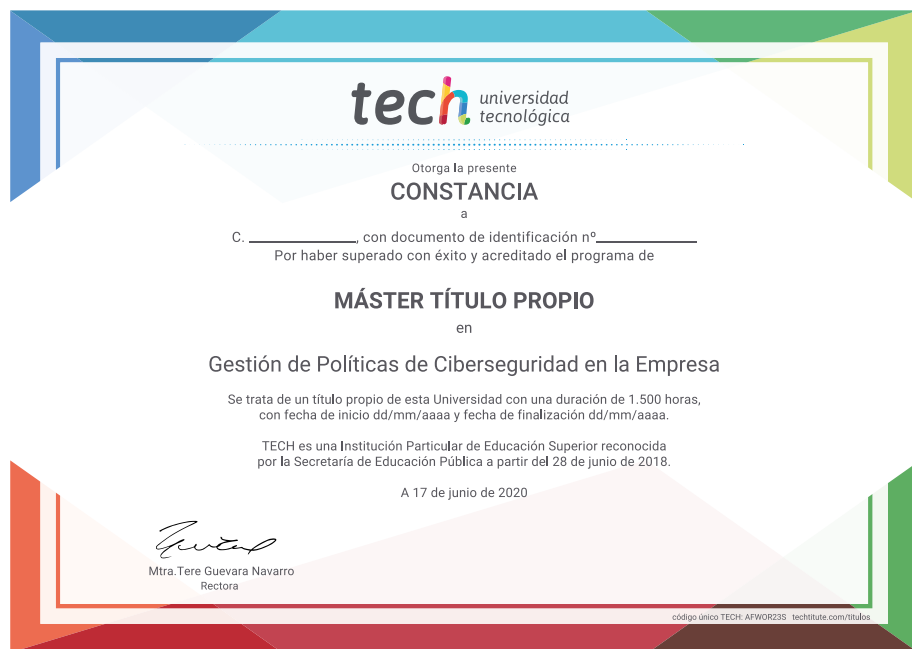 tech universidad
tecnológica
Otorga la presente
CONSTANCIA
a
C. ____________, con documento de identificación nº____________
Por haber superado con éxito y acreditado el programa de
MÁSTER TÍTULO PROPIO
en
Gestión de Políticas de Ciberseguridad en la Empresa
Se trata de un título propio de esta Universidad con una duración de 1.500 horas,
con fecha de inicio dd/mm/aaaa y fecha de finalización dd/mm/aaaa.
TECH es una Institución Particular de Educación Superior reconocida
por la Secretaría de Educación Pública a partir del 28 de junio de 2018.
A 17 de junio de 2020
Mtra.Tere Guevara Navarro
Rectora
código único TECH: AFWOR23S techtitute.com/titulos